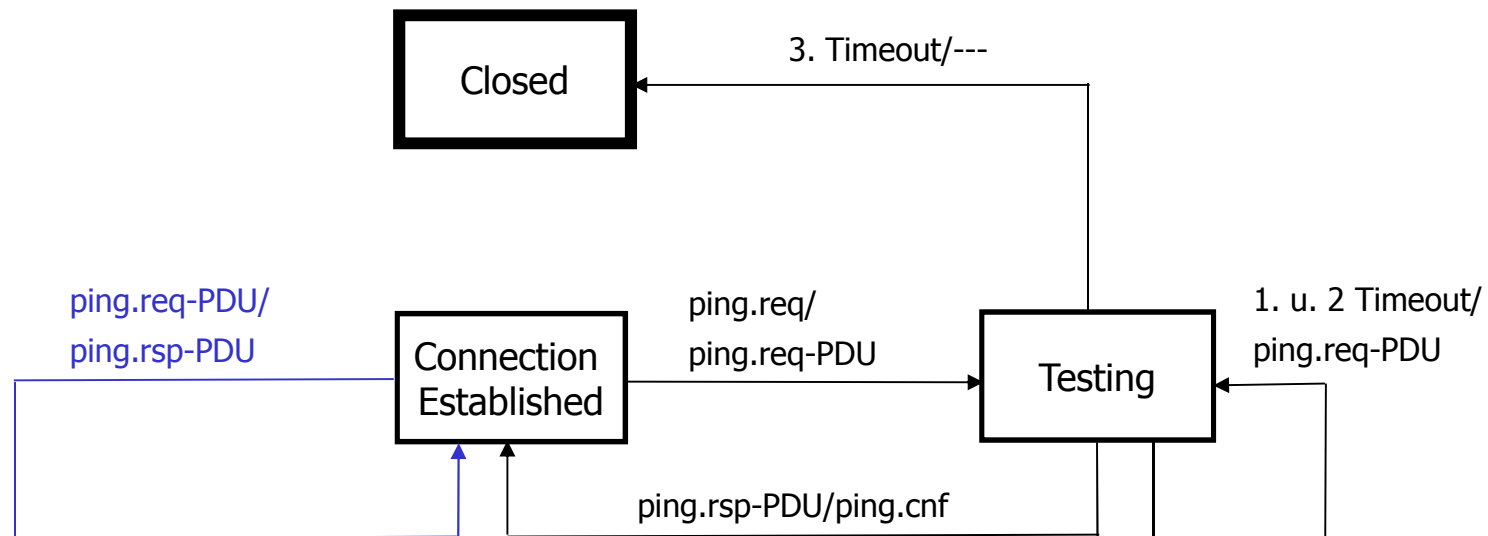 3. Timeout/---
Closed
ping.req-PDU/
ping.rsp-PDU
Connection
Established
ping.req/
ping.req-PDU
Testing
1. u. 2 Timeout/
ping.req-PDU
ping.rsp-PDU/ping.cnf